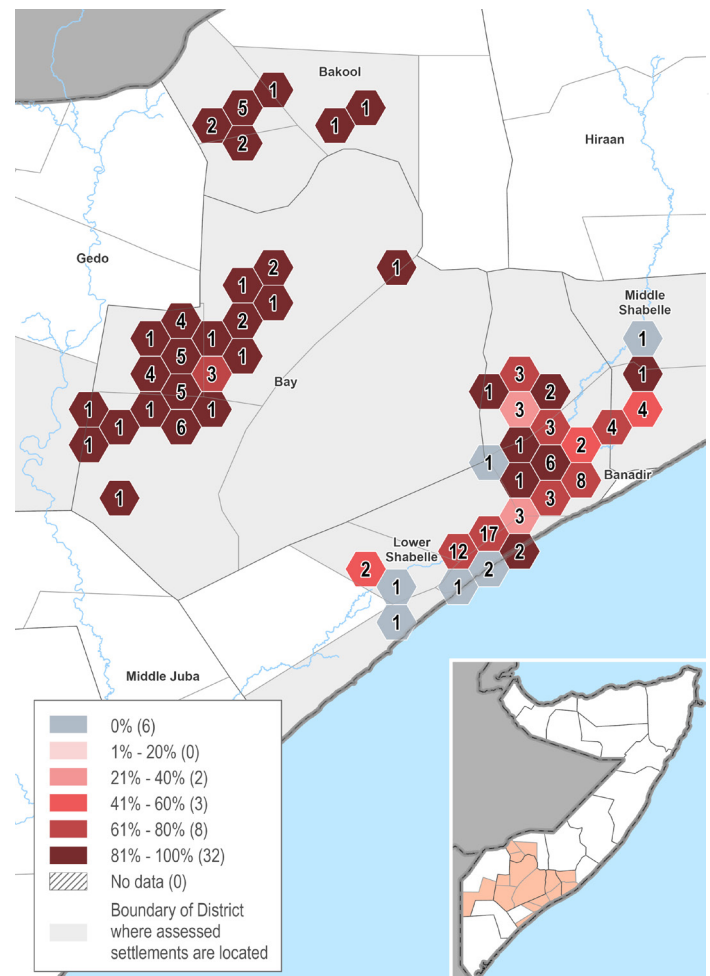 Bakool
1
5
1
2
1
2
Hiraan
Gedo
2
1
1
1
Middle
Shabelle
4
2
1
1
1
5
1
1
4
3
3
Bay
5
1
2
1
1
1
3
4
1
3
4
6
1
2
1
1
6
8
Banadir
1
1
3
3
17
Lower
Shabelle
12
2
2
2
1
1
1
Middle Juba
0% (6)
1% - 20% (0)
21% - 40% (2)
41% - 60% (3)
61% - 80% (8)
81% - 100% (32)
No data (0)
Boundary of District
where assessed
settlements are located